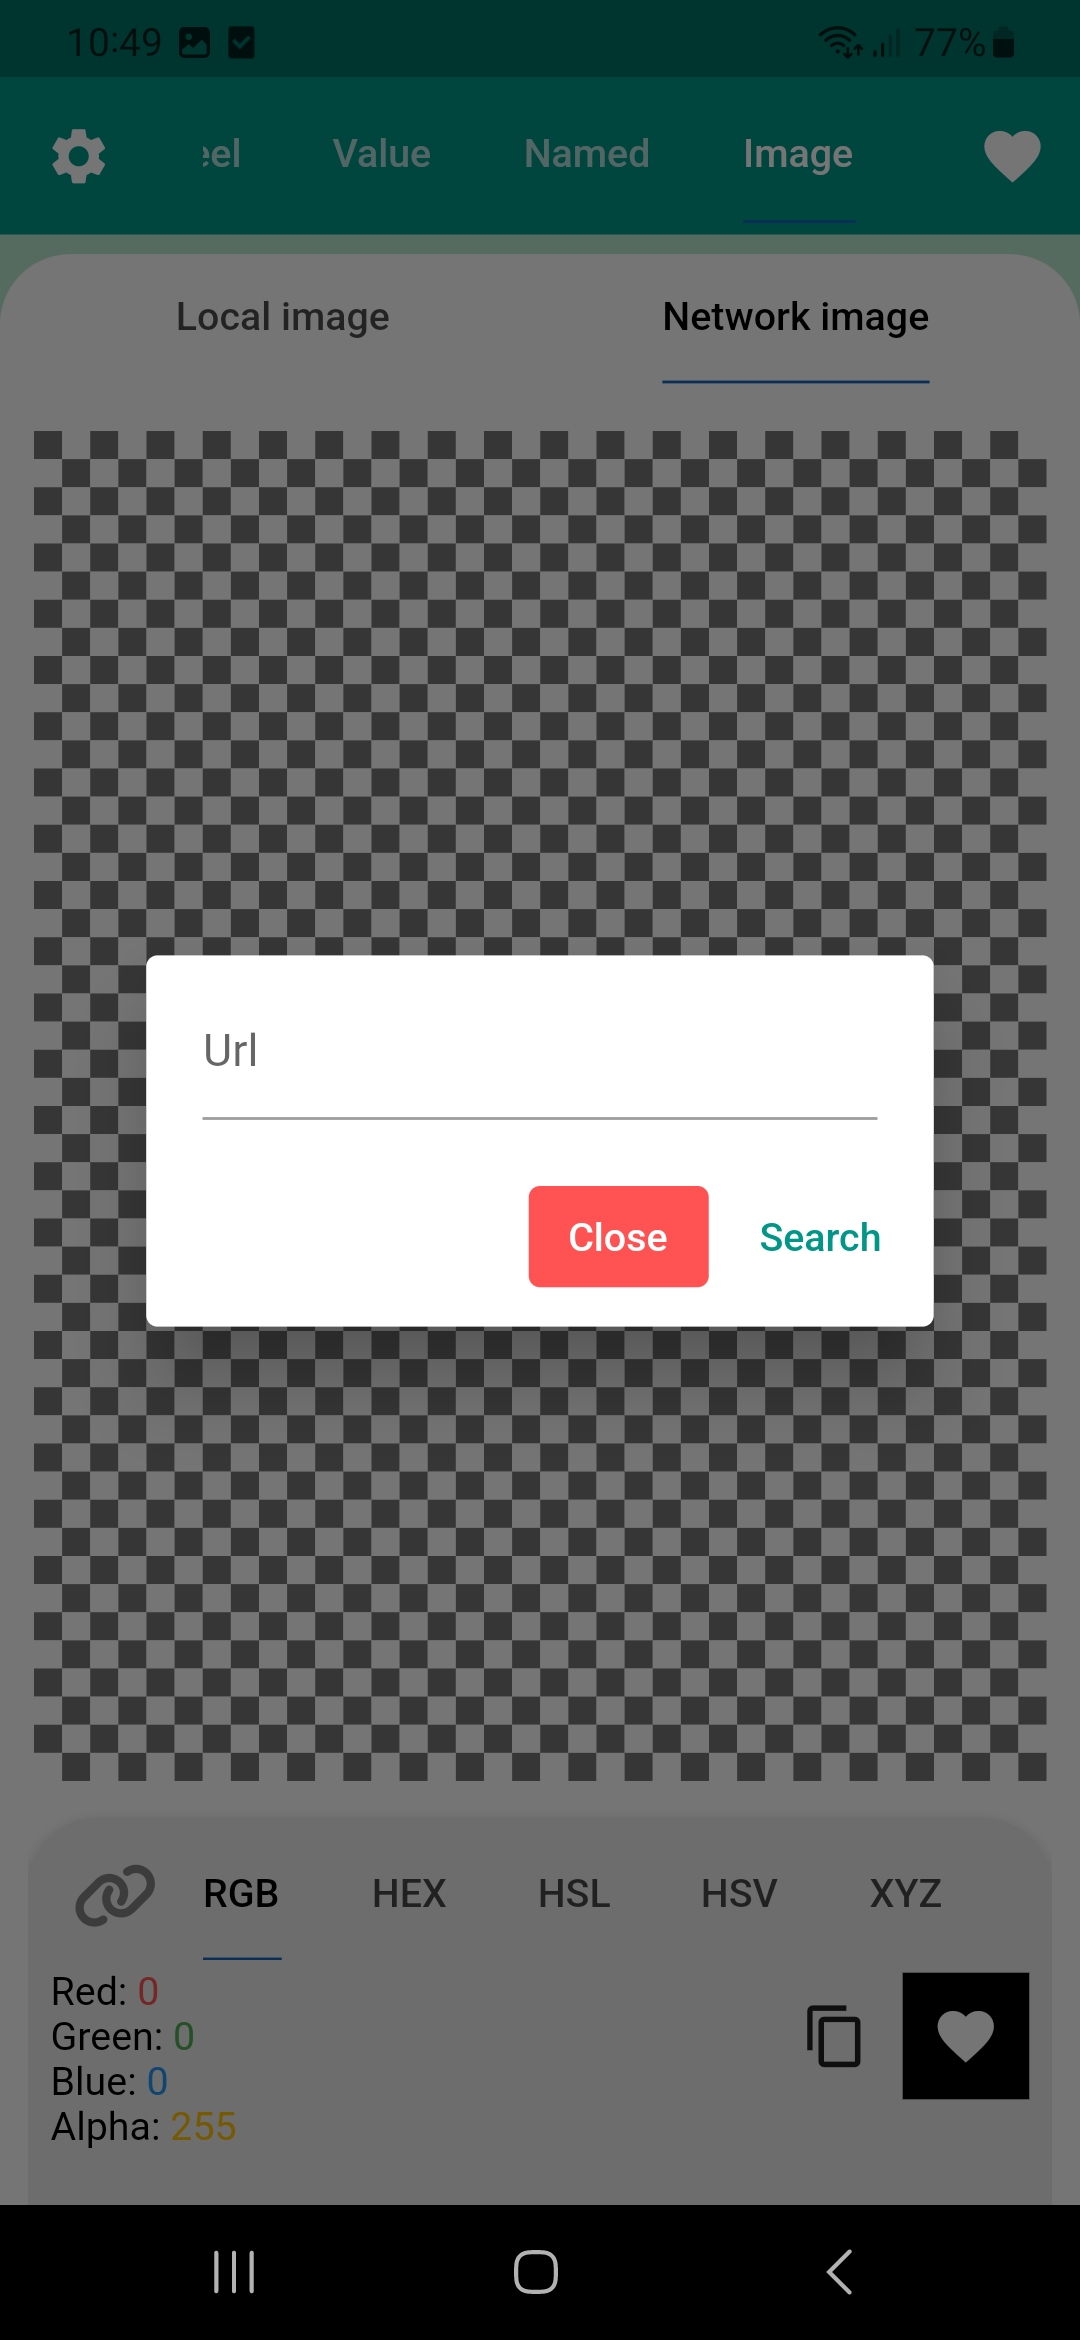 10:49 77%
eel Value Named Image
Local image Network image
Url
Close Search
RGB HEX HSL HSV XYZ
Red: 0
Green: 0
Blue: 0
Alpha: 255